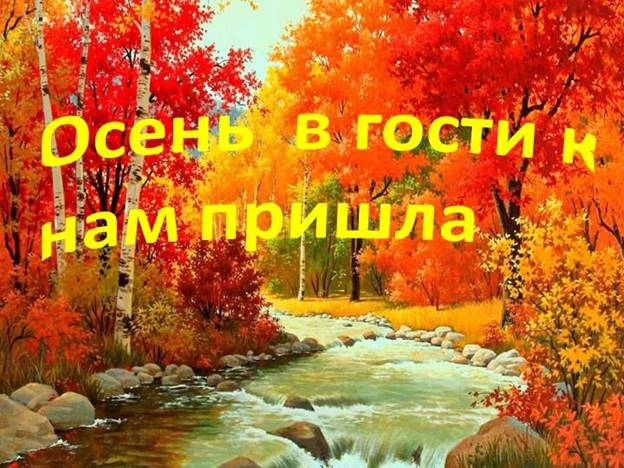 Осень в гости к
нам пришла